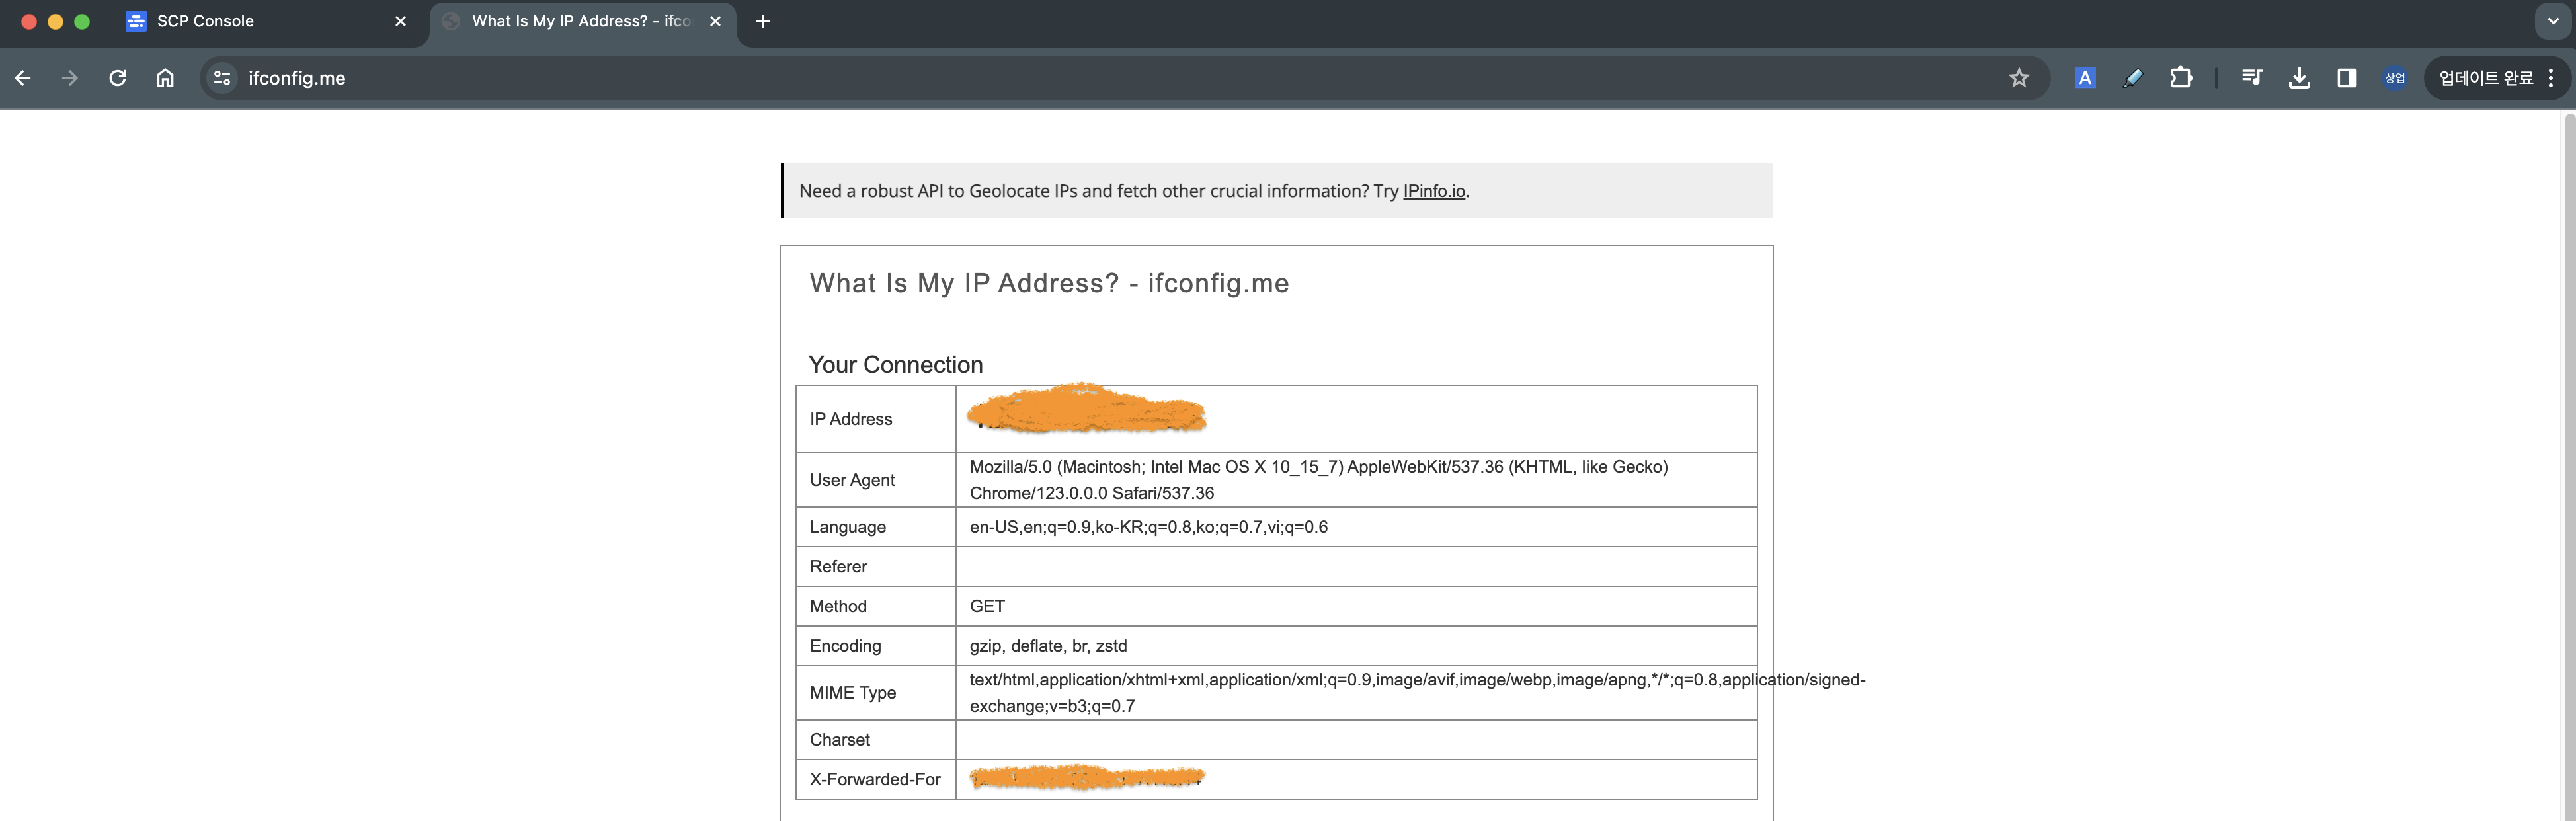 SCP Console
What Is My IP Address? - ifco
ifconfig.me
A
상업
업데이트 완료
Need a robust API to Geolocate IPs and fetch other crucial information? Try IPinfo.io.
What Is My IP Address? - ifconfig.me
Your Connection
IP Address
User Agent
Mozilla/5.0 (Macintosh; Intel Mac OS X 10_15_7) AppleWebKit/537.36 (KHTML, like Gecko)
Chrome/123.0.0.0 Safari/537.36
Language
en-US,en;q=0.9,ko-KR;q=0.8,ko;q=0.7,vi;q=0.6
Referer
Method
GET
Encoding
gzip, deflate, br, zstd
MIME Type
text/html,application/xhtml+xml,application/xml;q=0.9,image/avif,image/webp,image/apng,*/*;q=0.8,application/signed-
exchange;v=b3;q=0.7
Charset
X-Forwarded-For